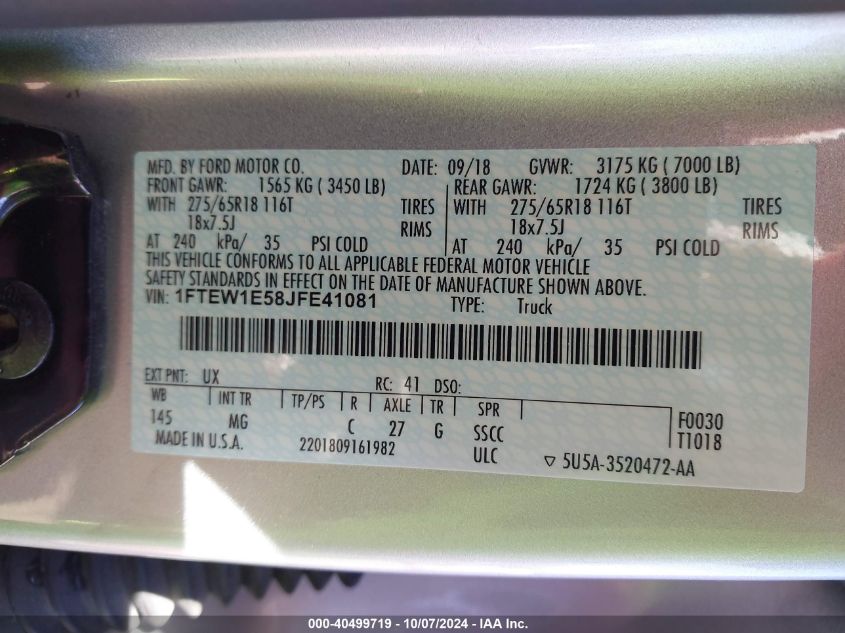 MFD. BY FORD MOTOR CO. DATE: 09/18 GVWR: 3175 KG ( 7000 LB)
FRONT GAWR: 1565 KG ( 3450 LB) REAR GAWR: 1724 KG ( 3800 LB)
WITH 275/65R18 116T TIRES WITH 275/65R18 116T TIRES
18x7.5J RIMS 18x7.5J RIMS
AT 240 kPa/ 35 PSI COLD AT 240 kPa/ 35 PSI COLD
THIS VEHICLE CONFORMS TO ALL APPLICABLE FEDERAL MOTOR VEHICLE
SAFETY STANDARDS IN EFFECT ON THE DATE OF MANUFACTURE SHOWN ABOVE.
VIN: 1FTEW1E58JFE41081 TYPE: Truck
EXT PNT: UX RC: 41 DSO:
WB INT TR TP/PS R AXLE TR SPR
145 MG C 27 G SSCC F0030
MADE IN U.S.A. 2201809161982 ULC T1018
▽ 5U5A-3520472-AA
000-40499719 - 10/07/2024 - IAA Inc.